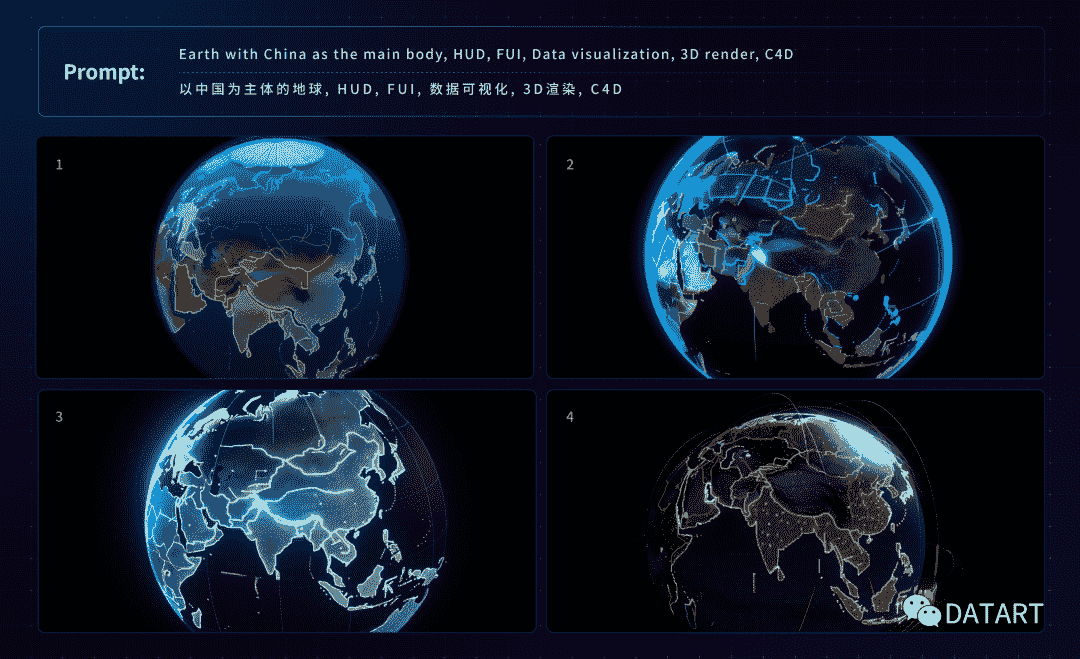 Prompt:
Earth with China as the main body, HUD, FUI, Data visualization, 3D render, C4D
以中国为主体的地球, HUD, FUI, 数据可视化, 3D渲染, C4D
1
2
3
4
DATART